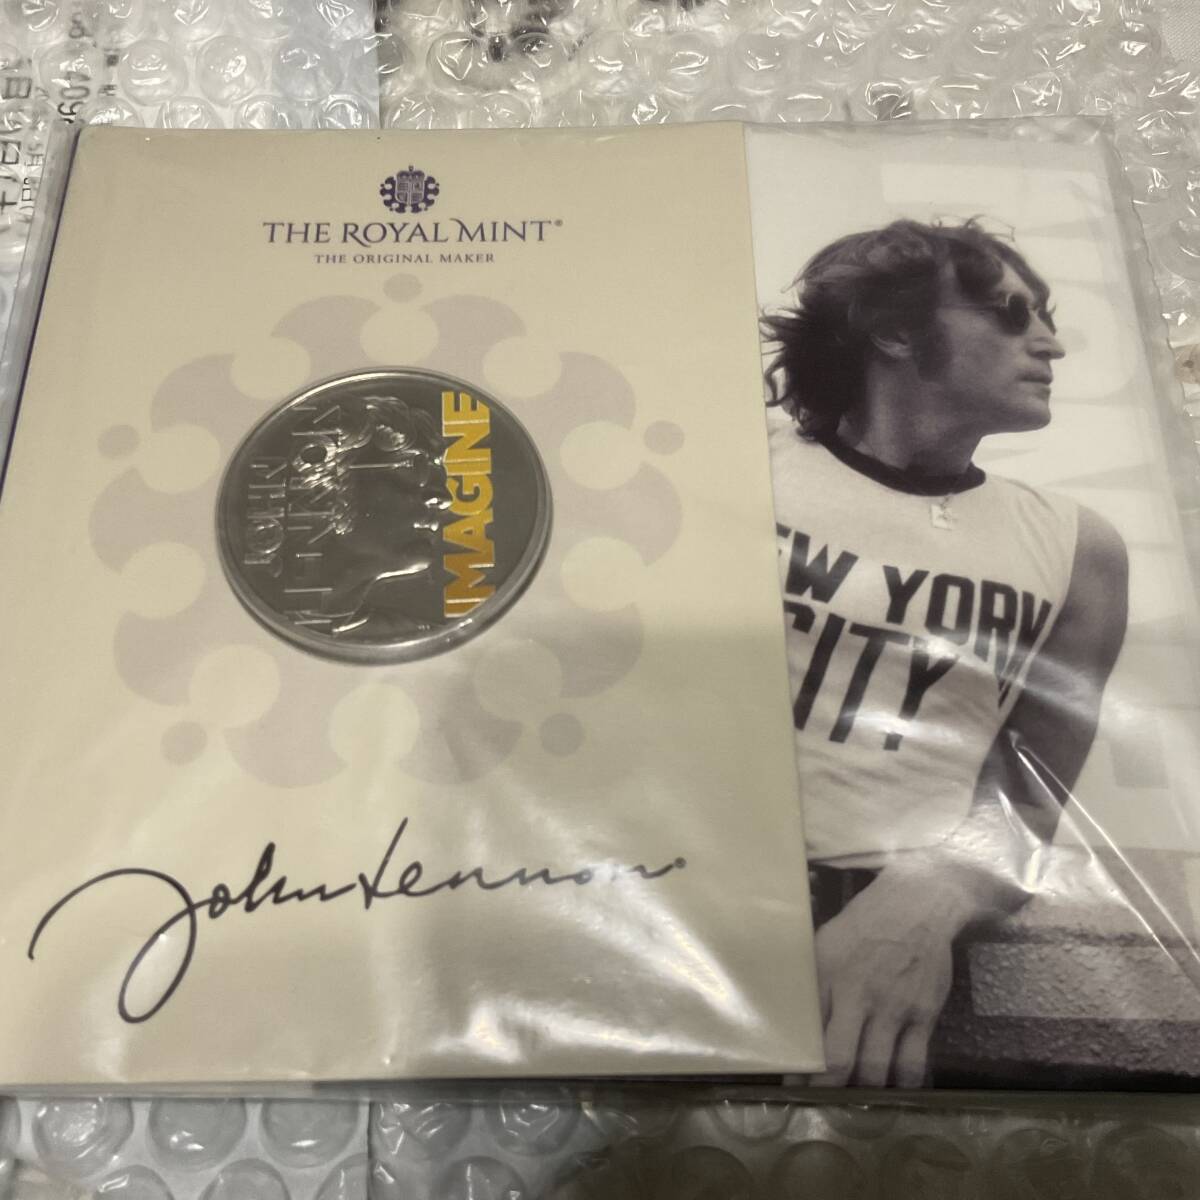 THE ROYAL MINT®
THE ORIGINAL MAKER
JOHN
LENNON
IMAGINE
John Lennon
NEW YORK
CITY